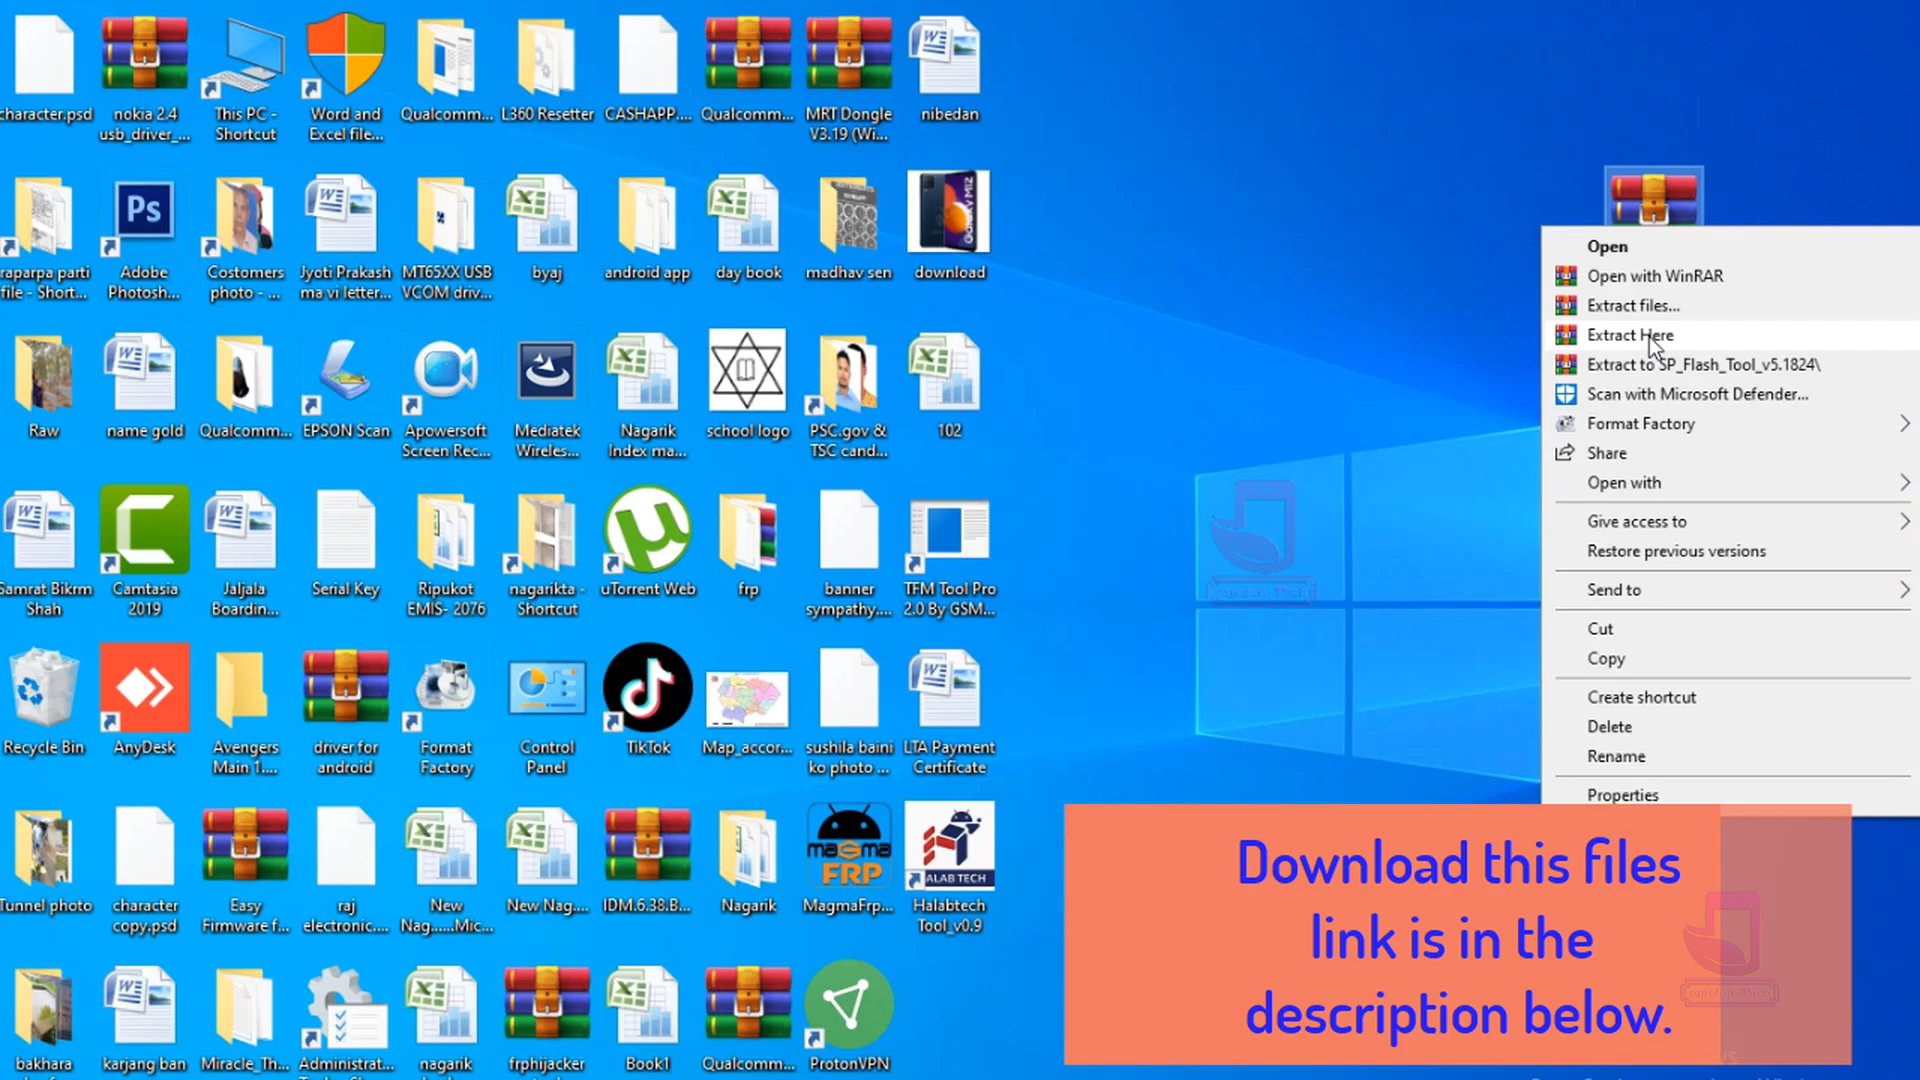 character.psd
nokia 2.4
usb_driver_...
This PC -
Shortcut
Word and
Excel file...
Qualcomm...
L360 Resetter
CASHAPP....
Qualcomm...
MRT Dongle
V3.19 (Wi...
nibedan
raparpa parti
file - Short...
Ps
Adobe
Photosh...
Costomers
photo - ...
Jyoti Prakash
ma vi letter...
MT65XX USB
VCOM driv...
byaj
android app
day book
madhav sen
Galaxy M12
download
Raw
name gold
Qualcomm...
EPSON Scan
Apowersoft
Screen Rec...
Mediatek
Wireles...
Nagarik
Index ma...
school logo
PSC.gov &
TSC cand...
102
Samrat Bikrm
Shah
Camtasia
2019
Jaljala
Boardin...
Serial Key
Ripukot
EMIS- 2076
nagarikta -
Shortcut
uTorrent Web
frp
banner
sympathy....
TFM Tool Pro
2.0 By GSM...
Recycle Bin
AnyDesk
Avengers
Main 1....
driver for
android
Format
Factory
Control
Panel
TikTok
Map_accor...
sushila baini
ko photo ...
LTA Payment
Certificate
Tunnel photo
character
copy.psd
Easy
Firmware f...
raj
electronic....
New
Nag......Mic...
New Nag....
IDM.6.38.B...
Nagarik
magma
FRP
MagmaFrp...
ALAB TECH
Halabtech
Tool_v0.9
bakhara
karjang ban
Miracle_Th...
Administrat...
nagarik
frphijacker
Book1
Qualcomm...
ProtonVPN
Open
Open with WinRAR
Extract files...
Extract Here
Extract to SP_Flash_Tool_v5.1824\
Scan with Microsoft Defender...
Format Factory
Share
Open with
Give access to
Restore previous versions
Send to
Cut
Copy
Create shortcut
Delete
Rename
Properties
Download this files
link is in the
description below.